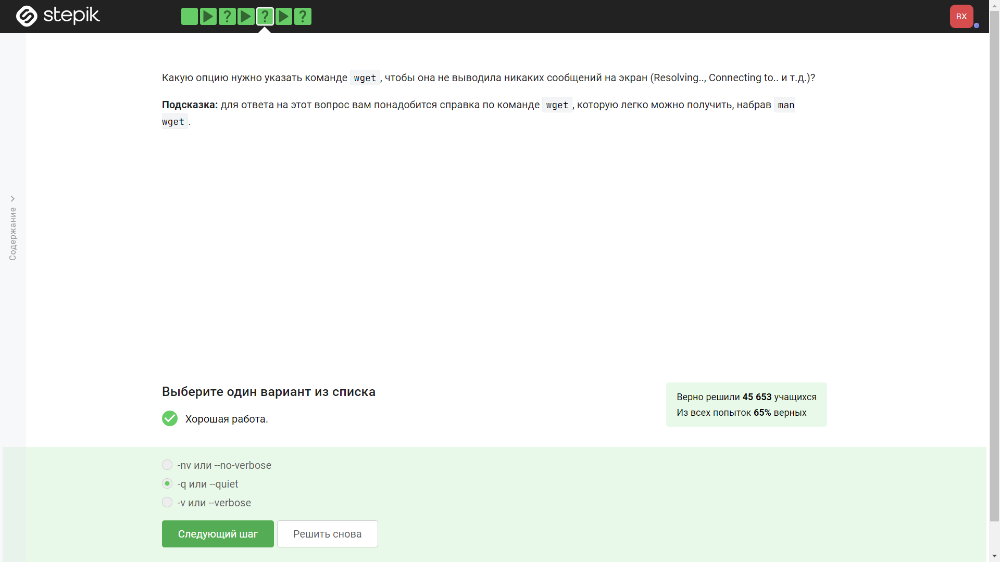 stepik
?
?
?
BX
Какую опцию нужно указать команде wget, чтобы она не выводила никаких сообщений на экран (Resolving.., Connecting to.. и т.д.)?
Подсказка: для ответа на этот вопрос вам понадобится справка по команде wget, которую легко можно получить, набрав man
wget.
Содержание
Выберите один вариант из списка
Хорошая работа.
Верно решили 45 653 учащихся
Из всех попыток 65% верных
-nv или --no-verbose
-q или --quiet
-v или --verbose
Следующий шаг
Решить снова